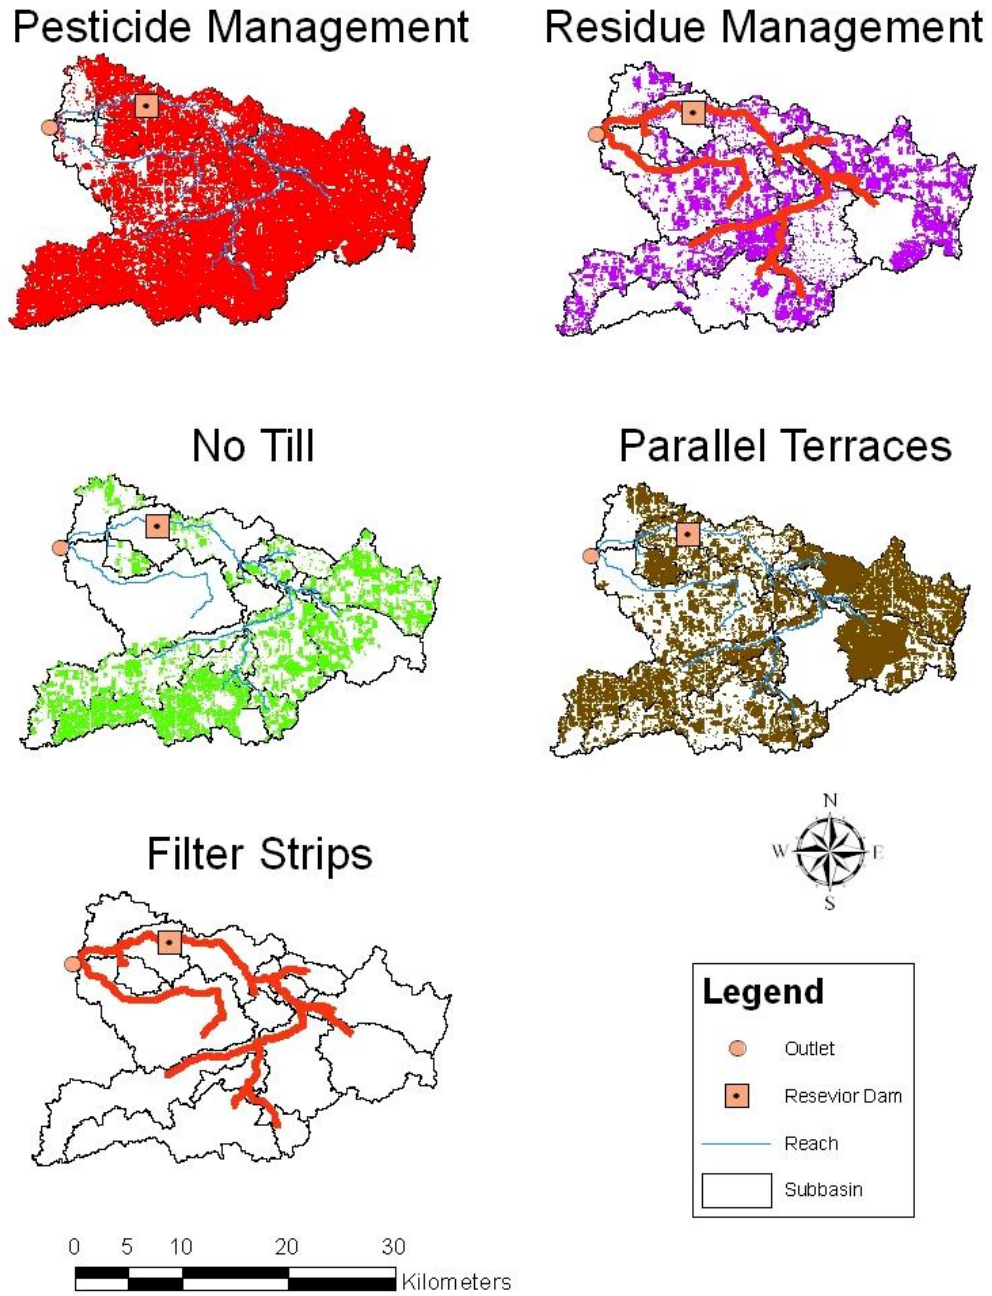 Pesticide Management
Residue Management
No Till
Parallel Terraces
Filter Strips
N
W
E
S
Legend
Outlet
Resevior Dam
Reach
Subbasin
0 5 10 20 30
Kilometers